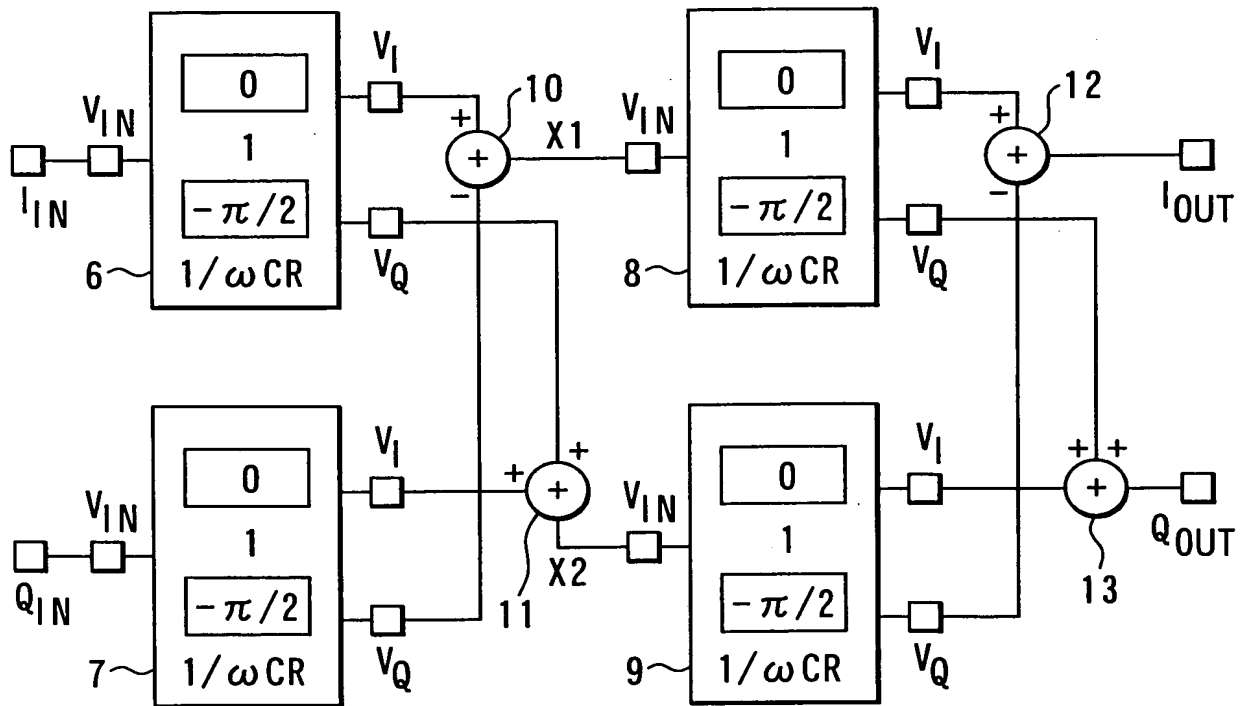 V_I
V_I
0
10
0
12
V_IN
+
X1
V_IN
+
1
+
1
+
I_IN
−
−
I_OUT
-π/2
-π/2
6
1/ωCR
V_Q
8
1/ωCR
V_Q
V_I
V_I
0
+
+
0
+
+
V_IN
+
V_IN
+
1
X2
1
Q_OUT
Q_IN
11
13
-π/2
-π/2
7
1/ωCR
V_Q
9
1/ωCR
V_Q